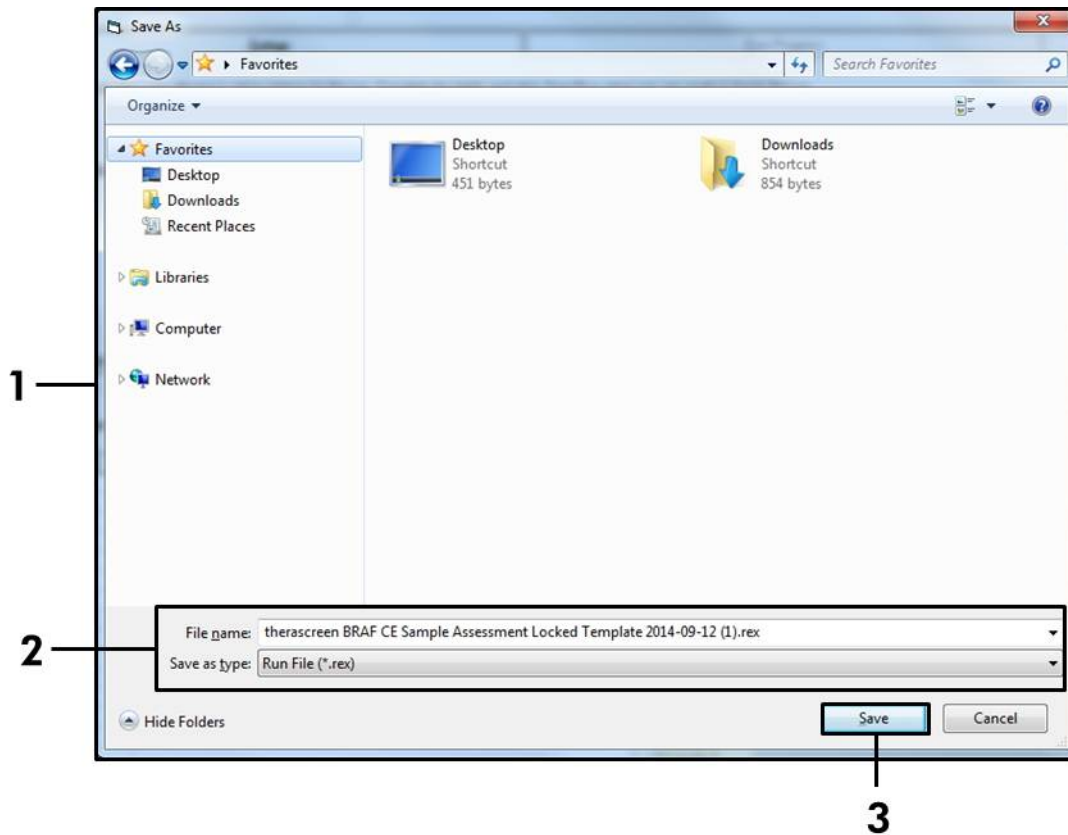 Save As
Favorites
Search Favorites
Organize
Favorites
Desktop
Downloads
Recent Places
Libraries
Computer
Network
Desktop
Shortcut
451 bytes
Downloads
Shortcut
854 bytes
1
2
File name: therascreen BRAF CE Sample Assessment Locked Template 2014-09-12 (1).rex
Save as type: Run File (*.rex)
Hide Folders
Save
Cancel
3